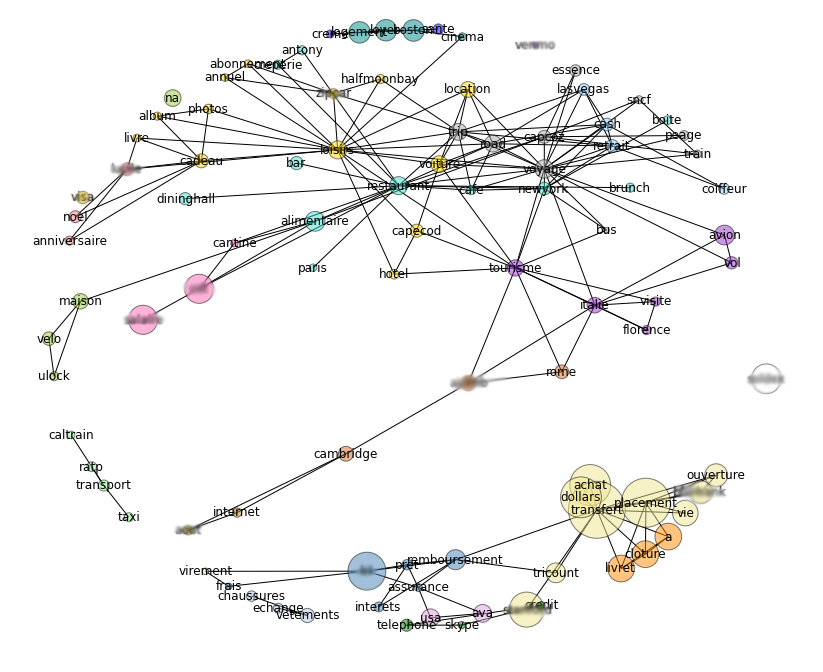 creme
logement
loyer
boston
sante
cinema
antony
abonnement
annuel
halfmoonbay
location
essence
lasvegas
sncf
na
album
photos
livre
cadeau
loisirs
trip
road
cash
boite
capcod
retrait
peage
train
bar
voiture
voyage
restaurant
cafe
newyork
brunch
coiffeur
dininghall
noel
anniversaire
alimentaire
cantine
capecod
bus
avion
vol
paris
hotel
tourisme
maison
italie
visite
florence
velo
ulock
rome
caltrain
ratp
transport
taxi
cambridge
internet
achat
dollars
transfert
placement
ouverture
vie
a
cloture
livret
virement
frais
chaussures
echange
vetements
pret
remboursement
assurance
interets
tricount
usa
ava
credit
telephone
skype